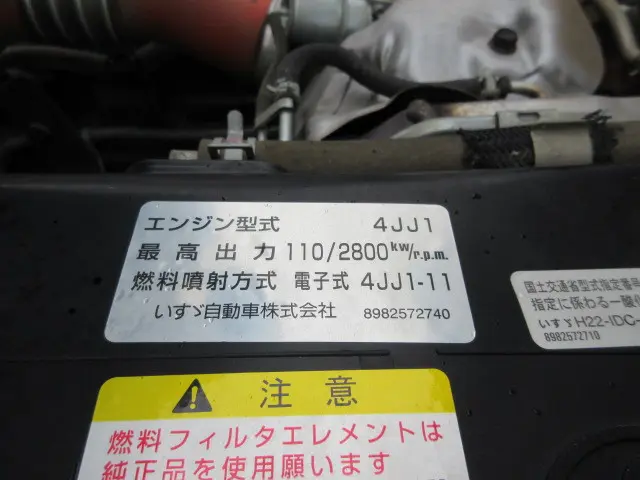 エンジン型式 4JJ1
最高出力 110/2800kw/r.p.m.
燃料噴射方式 電子式 4JJ1-11
いすゞ自動車株式会社 8982572740
国土交通省型式指定番号
指定に係わる一酸
いすゞH22-IDC-
8982572710
⚠ 注意
燃料フィルタエレメントは
純正品を使用願います